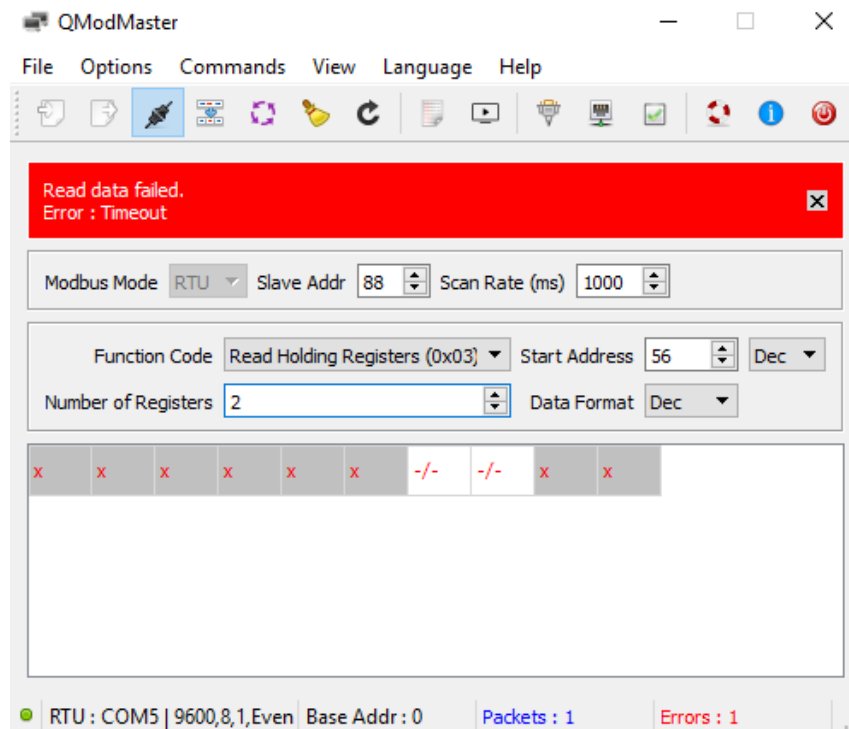 QModMaster
File Options Commands View Language Help
Read data failed.
Error : Timeout
Modbus Mode RTU Slave Addr 88 Scan Rate (ms) 1000
Function Code Read Holding Registers (0x03) Start Address 56 Dec
Number of Registers 2 Data Format Dec
x x x x x x -/- -/- x x
RTU : COM5 | 9600,8,1,Even Base Addr : 0 Packets : 1 Errors : 1